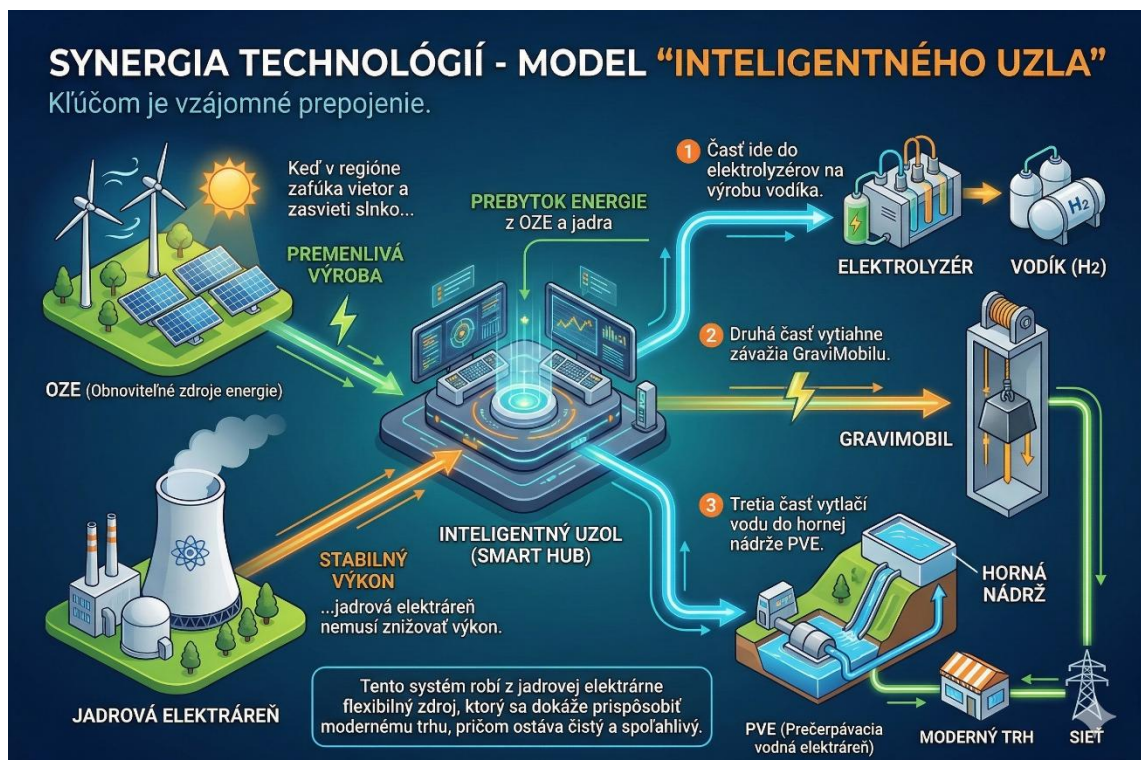 SYNERGIA TECHNOLÓGIÍ - MODEL “INTELIGENTNÉHO UZLA”
Kľúčom je vzájomné prepojenie.
Keď v regióne
zafúka vietor a
zasvieti slnko...
PREMENLIVÁ
VÝROBA
OZE (Obnoviteľné zdroje energie)
PREBYTOK ENERGIE
z OZE a jadra
1 Časť ide do
elektrolyzérov na
výrobu vodíka.
H2
ELEKTROLYZÉR
VODÍK (H2)
2 Druhá časť vytiahne
závažia GraviMobilu.
GRAVIMOBIL
INTELIGENTNÝ UZOL
(SMART HUB)
STABILNÝ
VÝKON
...jadrová elektráreň
nemusí znižovať výkon.
JADROVÁ ELEKTRÁREŇ
3 Tretia časť vytlačí
vodu do hornej
nádrže PVE.
HORNÁ
NÁDRŽ
Tento systém robí z jadrovej elektrárne
flexibilný zdroj, ktorý sa dokáže prispôsobiť
modernému trhu, pričom ostáva čistý a spoľahlivý.
PVE (Prečerpávacia
vodná elektráreň)
MODERNÝ TRH
SIEŤ